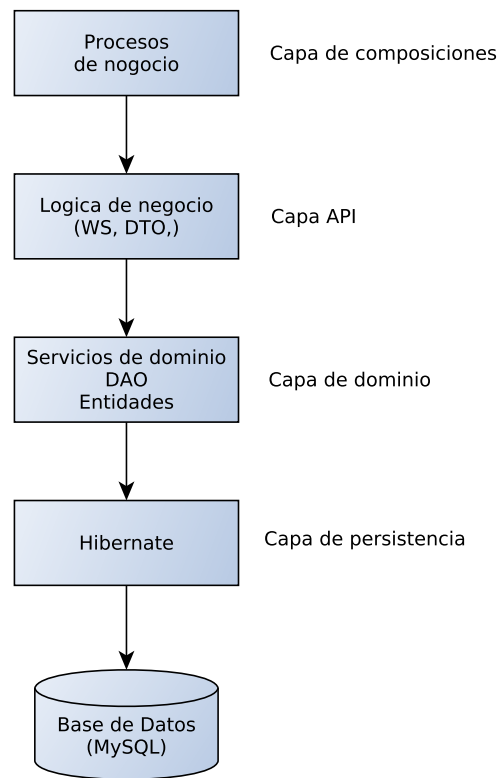 Procesos
de nogocio
Capa de composiciones
Logica de negocio
(WS, DTO,)
Capa API
Servicios de dominio
DAO
Entidades
Capa de dominio
Hibernate
Capa de persistencia
Base de Datos
(MySQL)